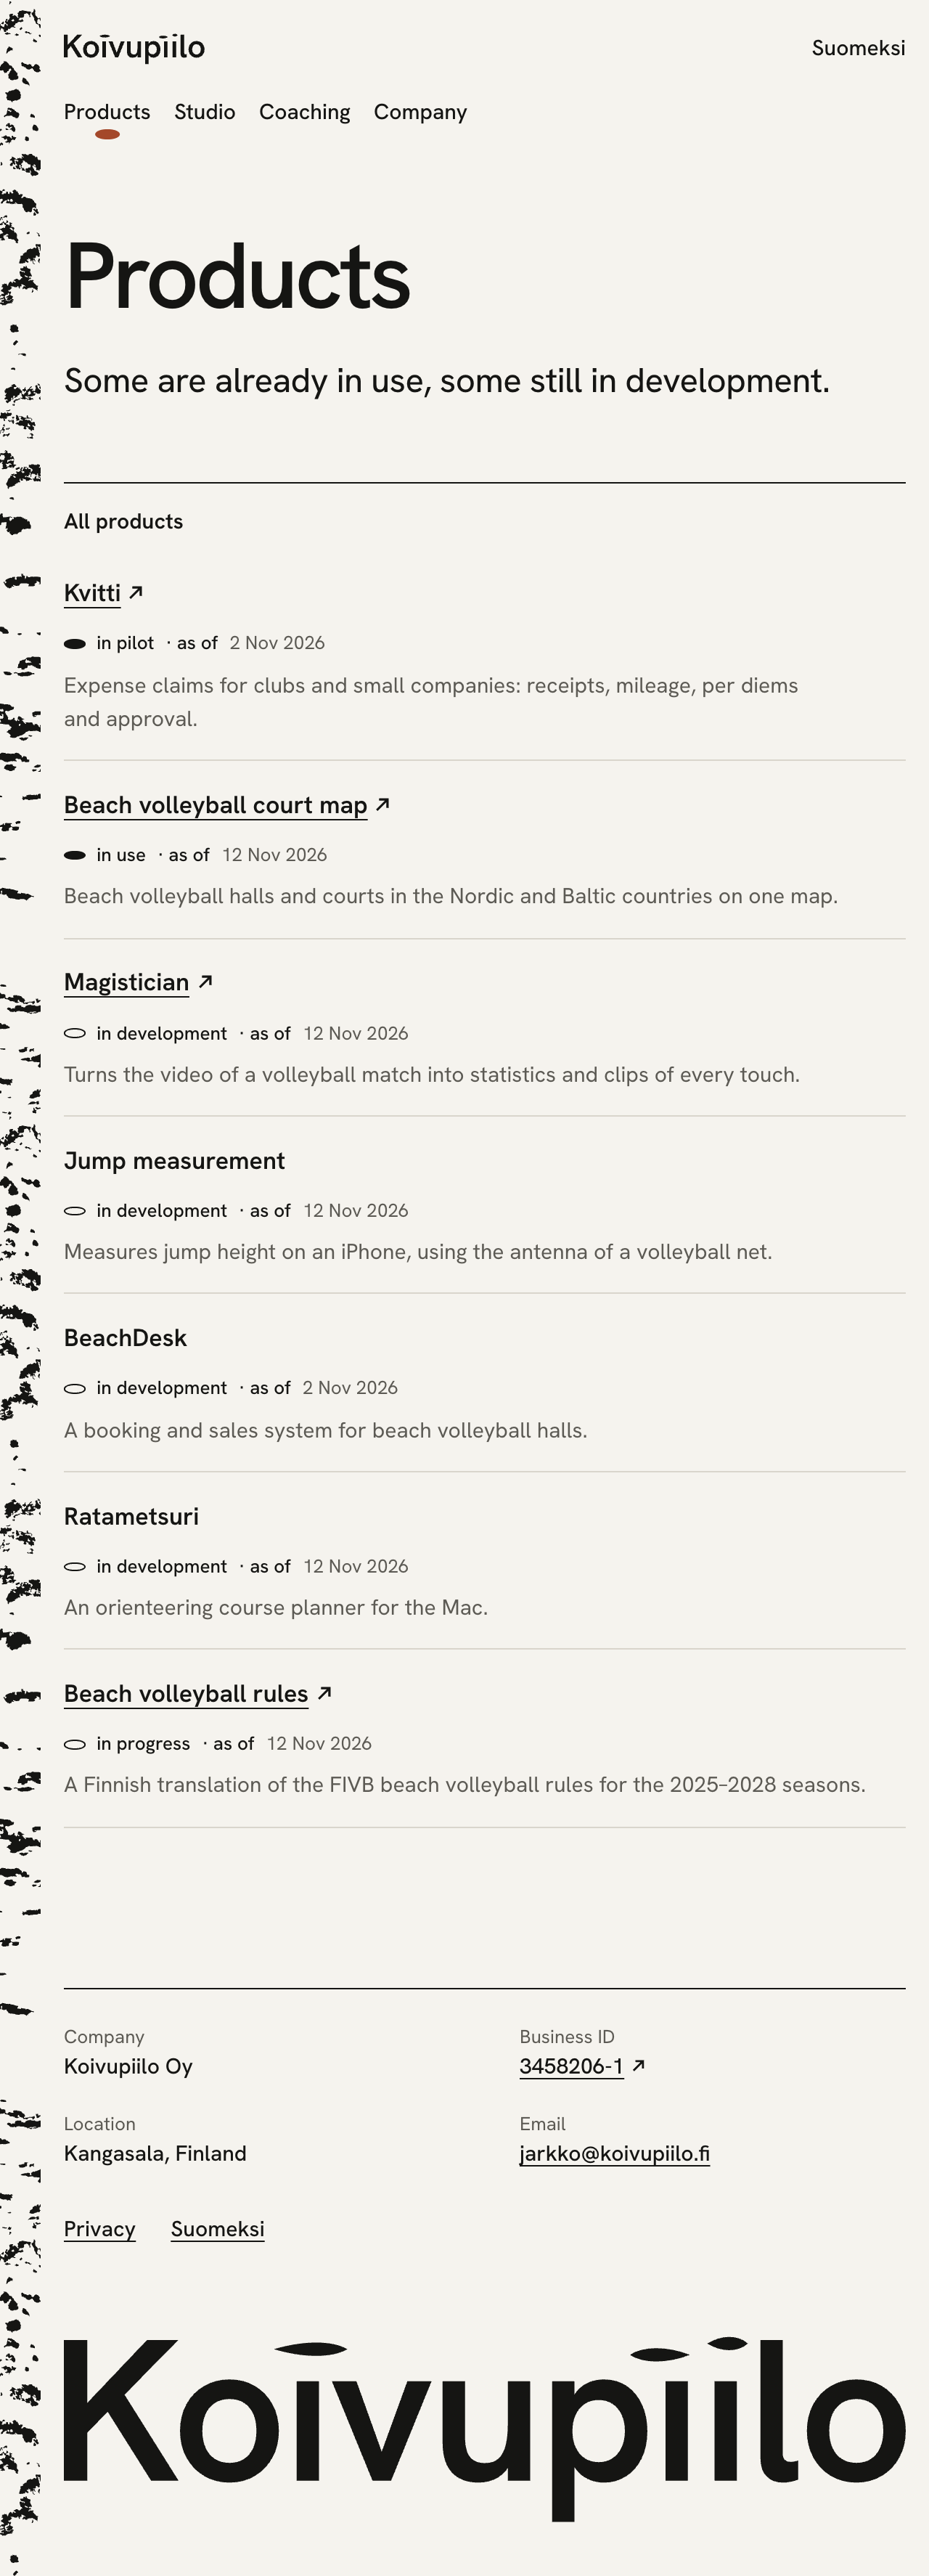 Koivupiilo
Suomeksi
Products Studio Coaching Company
Products
Some are already in use, some still in development.
All products
Kvitti ↗
in pilot · as of 2 Nov 2026
Expense claims for clubs and small companies: receipts, mileage, per diems
and approval.
Beach volleyball court map ↗
in use · as of 12 Nov 2026
Beach volleyball halls and courts in the Nordic and Baltic countries on one map.
Magistician ↗
in development · as of 12 Nov 2026
Turns the video of a volleyball match into statistics and clips of every touch.
Jump measurement
in development · as of 12 Nov 2026
Measures jump height on an iPhone, using the antenna of a volleyball net.
BeachDesk
in development · as of 2 Nov 2026
A booking and sales system for beach volleyball halls.
Ratametsuri
in development · as of 12 Nov 2026
An orienteering course planner for the Mac.
Beach volleyball rules ↗
in progress · as of 12 Nov 2026
A Finnish translation of the FIVB beach volleyball rules for the 2025–2028 seasons.
Company
Koivupiilo Oy
Business ID
3458206-1 ↗
Location
Kangasala, Finland
Email
jarkko@koivupiilo.fi
Privacy Suomeksi
Koivupiilo